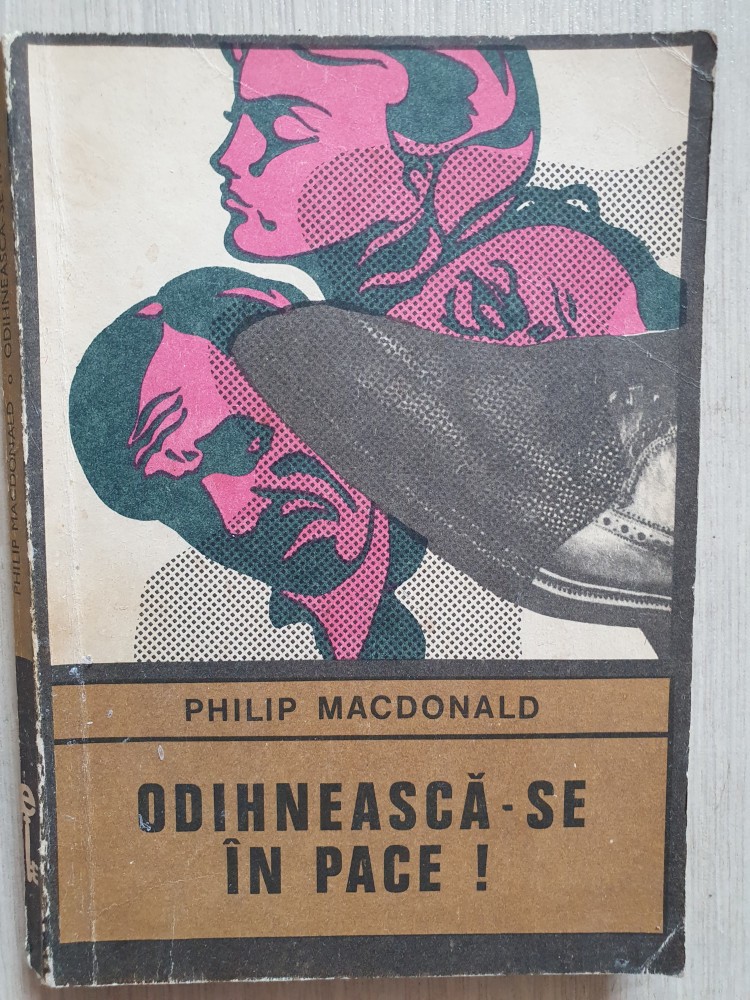 PHILIP MACDONALD
ODIHNEASCĂ-SE
ÎN PACE !
PHILIP MACDONALD o ODIHNEASCĂ-SE